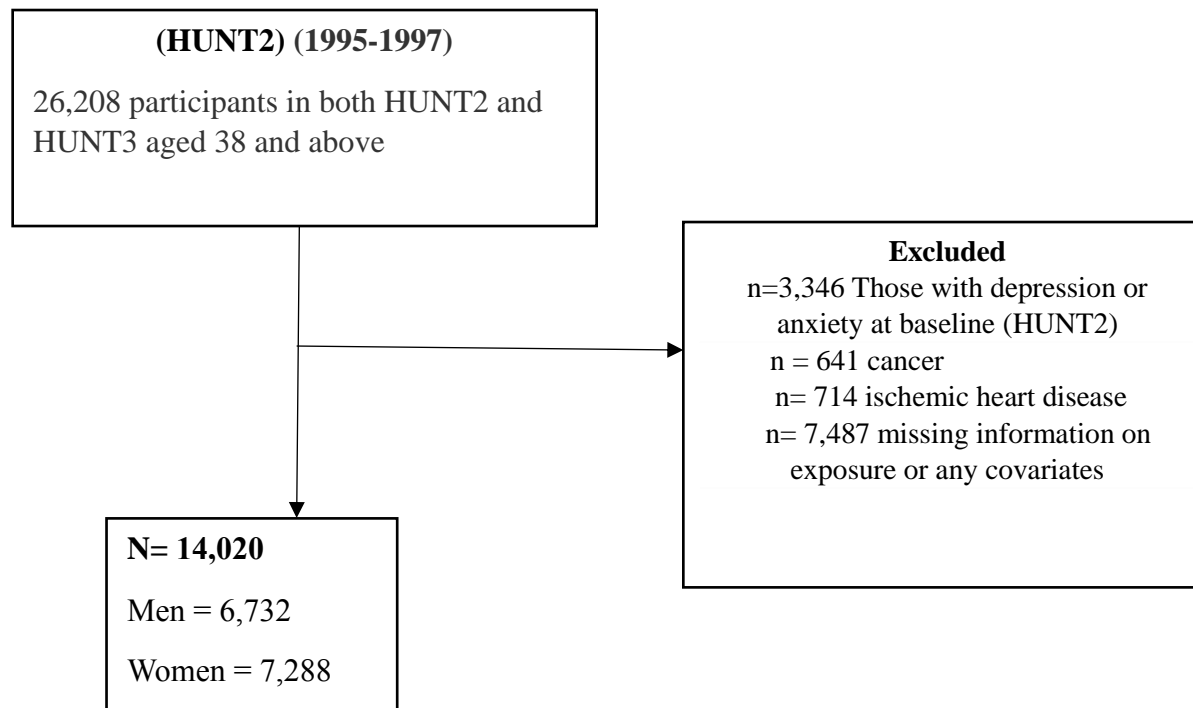 (HUNT2) (1995-1997)
26,208 participants in both HUNT2 and
HUNT3 aged 38 and above
Excluded
n=3,346 Those with depression or
anxiety at baseline (HUNT2)
n = 641 cancer
n= 714 ischemic heart disease
n= 7,487 missing information on
exposure or any covariates
N= 14,020
Men = 6,732
Women = 7,288